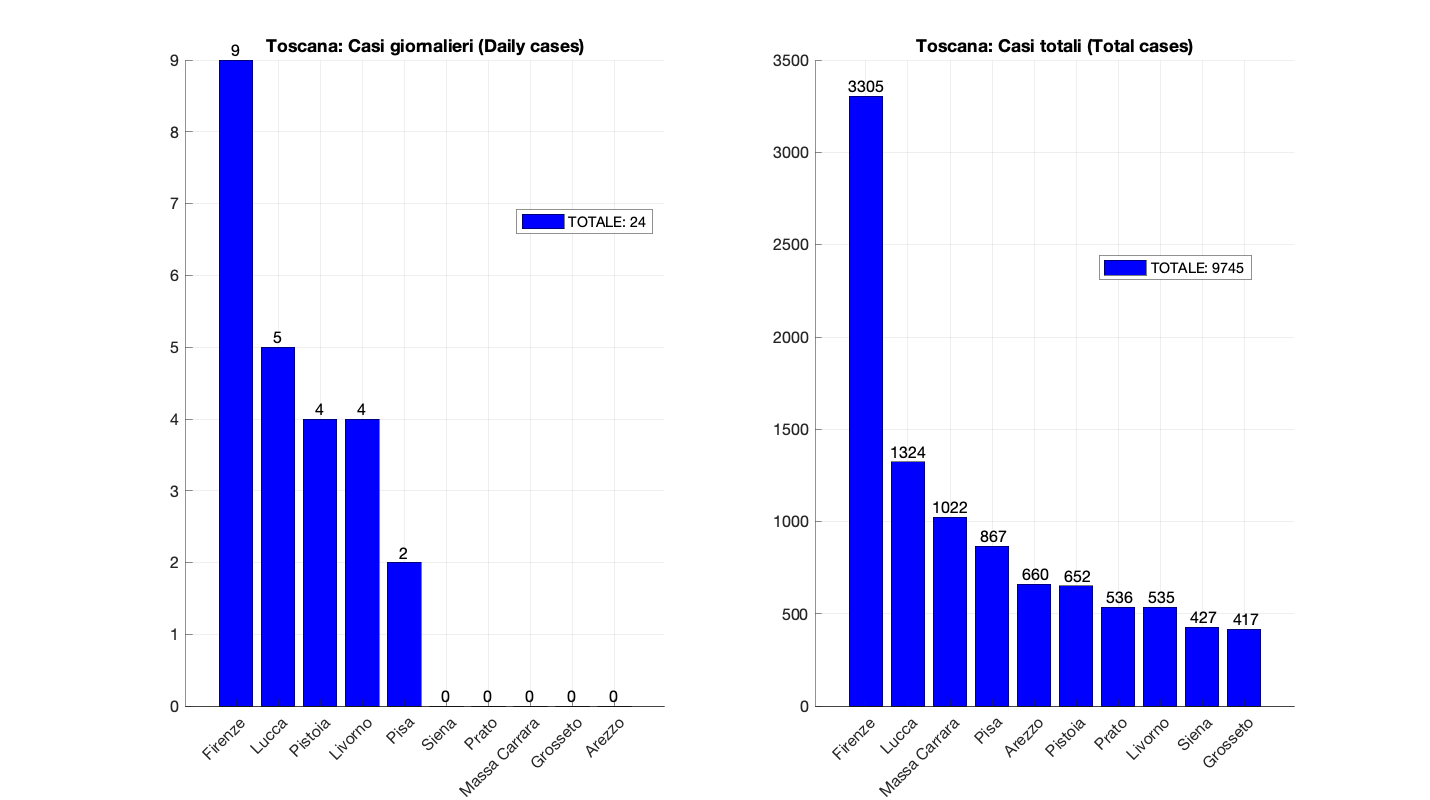 Toscana: Casi giornalieri (Daily cases)
9
9
8
7
6
5
4
3
2
1
0
5
4
4
2
0
0
0
0
0
TOTALE: 24
Firenze
Lucca
Pistoia
Livorno
Pisa
Siena
Prato
Massa Carrara
Grosseto
Arezzo
Toscana: Casi totali (Total cases)
3500
3000
2500
2000
1500
1000
500
0
3305
1324
1022
867
660
652
536
535
427
417
TOTALE: 9745
Firenze
Lucca
Massa Carrara
Pisa
Arezzo
Pistoia
Prato
Livorno
Siena
Grosseto